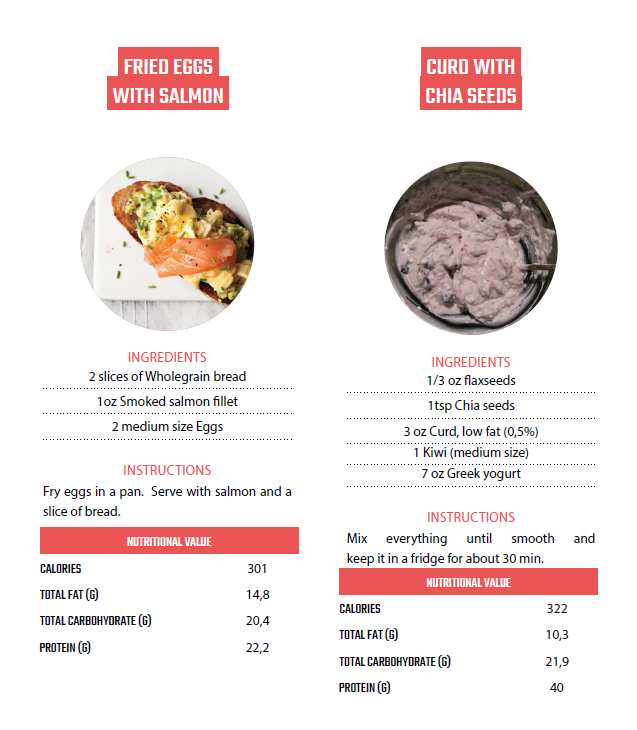 FRIED EGGS
WITH SALMON
INGREDIENTS
2 slices of Wholegrain bread
1oz Smoked salmon fillet
2 medium size Eggs
INSTRUCTIONS
Fry eggs in a pan. Serve with salmon and a
slice of bread.
NUTRITIONAL VALUE
CALORIES 301
TOTAL FAT (G) 14,8
TOTAL CARBOHYDRATE (G) 20,4
PROTEIN (G) 22,2
CURD WITH
CHIA SEEDS
INGREDIENTS
1/3 oz flaxseeds
1tsp Chia seeds
3 oz Curd, low fat (0,5%)
1 Kiwi (medium size)
7 oz Greek yogurt
INSTRUCTIONS
Mix everything until smooth and
keep it in a fridge for about 30 min.
NUTRITIONAL VALUE
CALORIES 322
TOTAL FAT (G) 10,3
TOTAL CARBOHYDRATE (G) 21,9
PROTEIN (G) 40